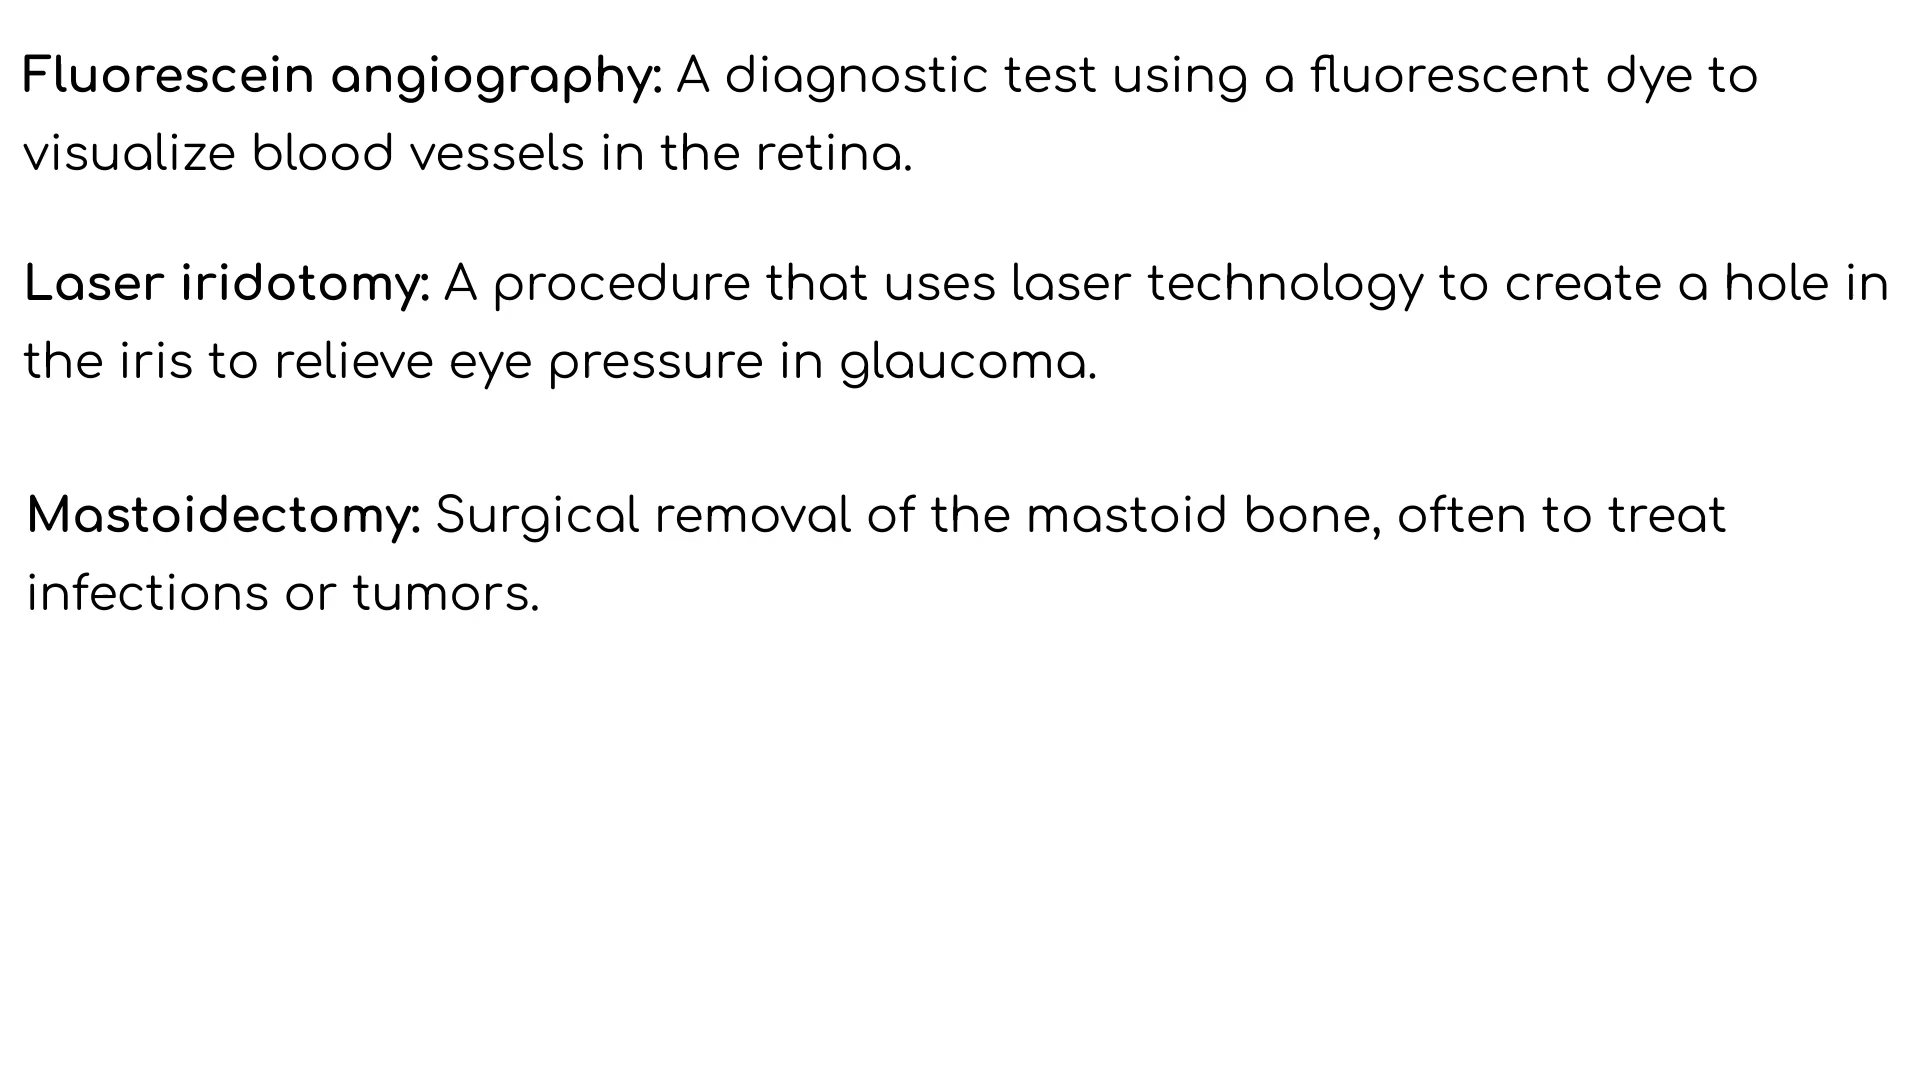 Fluorescein angiography: A diagnostic test using a fluorescent dye to
visualize blood vessels in the retina.
Laser iridotomy: A procedure that uses laser technology to create a hole in
the iris to relieve eye pressure in glaucoma.
Mastoidectomy: Surgical removal of the mastoid bone, often to treat
infections or tumors.